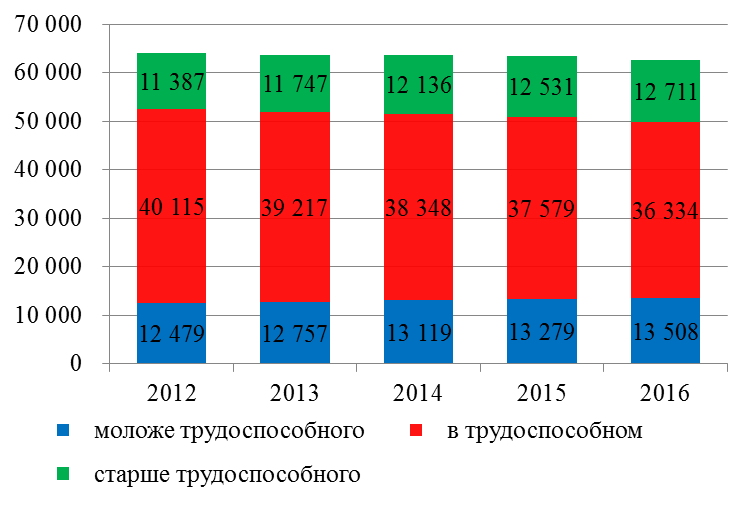 70 000
60 000
50 000
40 000
30 000
20 000
10 000
0
11 387 11 747 12 136 12 531 12 711
40 115 39 217 38 348 37 579 36 334
12 479 12 757 13 119 13 279 13 508
2012 2013 2014 2015 2016
моложе трудоспособного в трудоспособном
старше трудоспособного